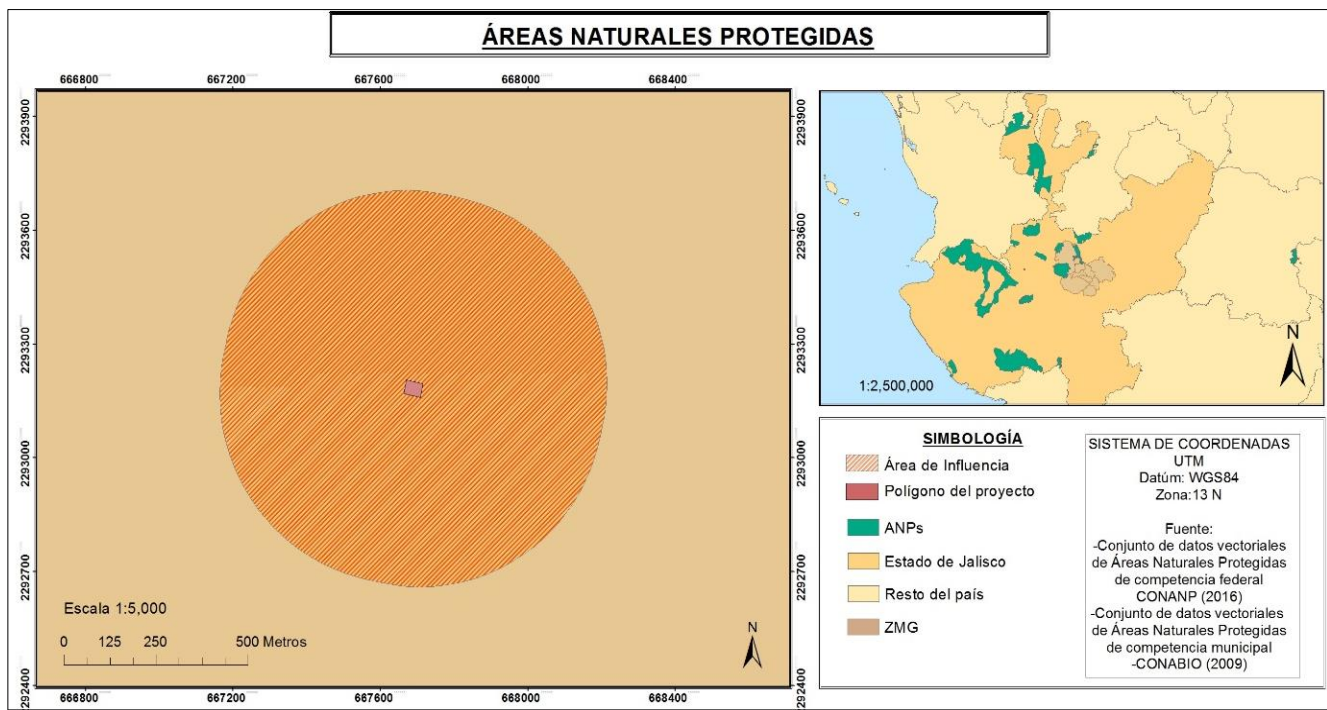 ÁREAS NATURALES PROTEGIDAS
666800 667200 667600 668000 668400
2293900 2293900
2293600 2293600
2293300 2293300
2293000 2293000
2292700 2292700
2292400 2292400
Escala 1:5,000
0 125 250 500 Metros
N
666800 667200 667600 668000 668400
1:2,500,000
N
SIMBOLOGÍA
Área de Influencia
Polígono del proyecto
ANPs
Estado de Jalisco
Resto del país
ZMG
SISTEMA DE COORDENADAS
UTM
Datúm: WGS84
Zona:13 N
Fuente:
-Conjunto de datos vectoriales
de Áreas Naturales Protegidas
de competencia federal
CONANP (2016)
-Conjunto de datos vectoriales
de Áreas Naturales Protegidas
de competencia municipal
-CONABIO (2009)